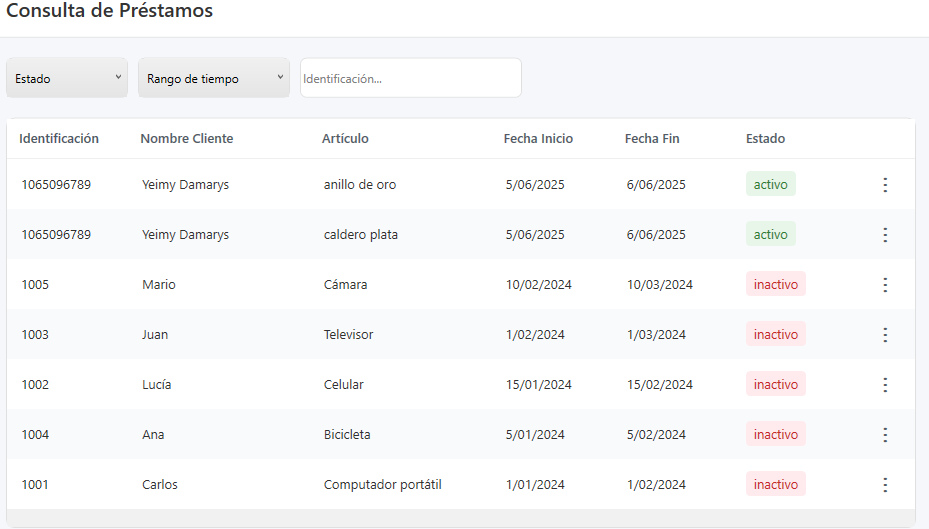 Consulta de Préstamos
Estado Rango de tiempo Identificación...
Identificación Nombre Cliente Artículo Fecha Inicio Fecha Fin Estado
1065096789 Yeimy Damarys anillo de oro 5/06/2025 6/06/2025 activo
1065096789 Yeimy Damarys caldero plata 5/06/2025 6/06/2025 activo
1005 Mario Cámara 10/02/2024 10/03/2024 inactivo
1003 Juan Televisor 1/02/2024 1/03/2024 inactivo
1002 Lucía Celular 15/01/2024 15/02/2024 inactivo
1004 Ana Bicicleta 5/01/2024 5/02/2024 inactivo
1001 Carlos Computador portátil 1/01/2024 1/02/2024 inactivo